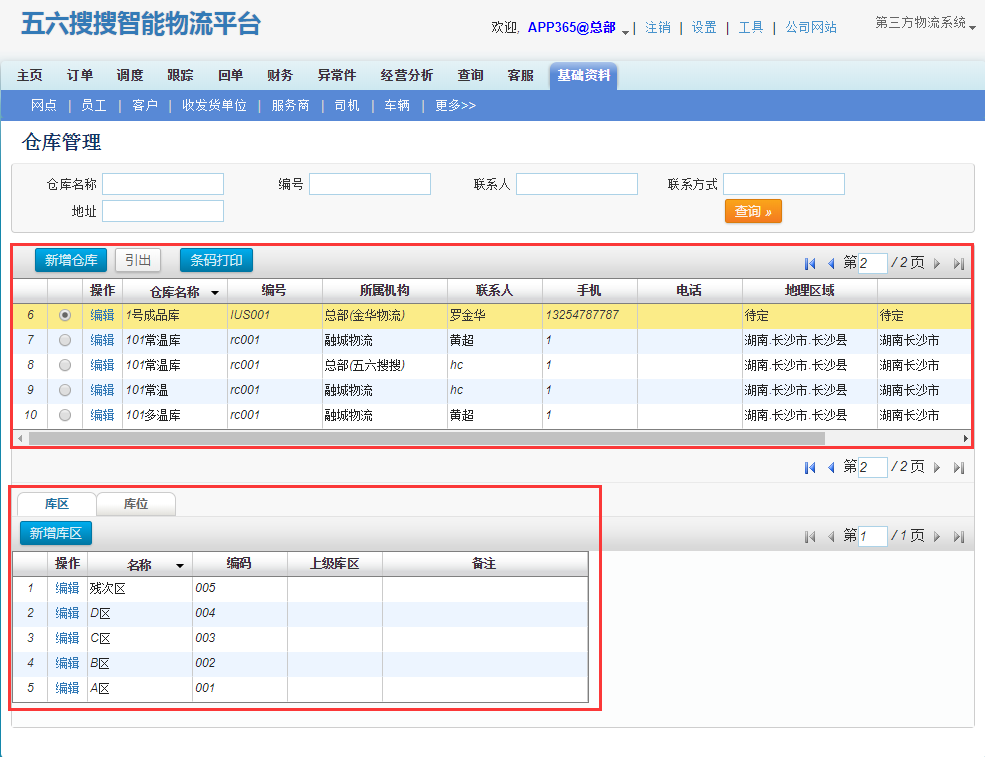 五六搜搜智能物流平台
欢迎, APP365@总部 | 注销 | 设置 | 工具 | 公司网站 第三方物流系统
主页 订单 调度 跟踪 回单 财务 异常件 经营分析 查询 客服 基础资料
网点 | 员工 | 客户 | 收发货单位 | 服务商 | 司机 | 车辆 | 更多>>
仓库管理
仓库名称 编号 联系人 联系方式
地址 查询 »
新增仓库 引出 条码打印 第 2 / 2 页
操作 仓库名称 编号 所属机构 联系人 手机 电话 地理区域
6 编辑 1号成品库 IUS001 总部(金华物流) 罗金华 13254787787 待定 待定
7 编辑 101常温库 rc001 融城物流 黄超 1 湖南.长沙市.长沙县 湖南长沙市
8 编辑 101常温库 rc001 总部(五六搜搜) hc 1 湖南.长沙市.长沙县 湖南长沙市
9 编辑 101常温 rc001 融城物流 hc 1 湖南.长沙市.长沙县 湖南长沙市
10 编辑 101多温库 rc001 融城物流 黄超 1 湖南.长沙市.长沙县 湖南长沙市
第 2 / 2 页
库区 库位
新增库区 第 1 / 1 页
操作 名称 编码 上级库区 备注
1 编辑 残次区 005
2 编辑 D区 004
3 编辑 C区 003
4 编辑 B区 002
5 编辑 A区 001